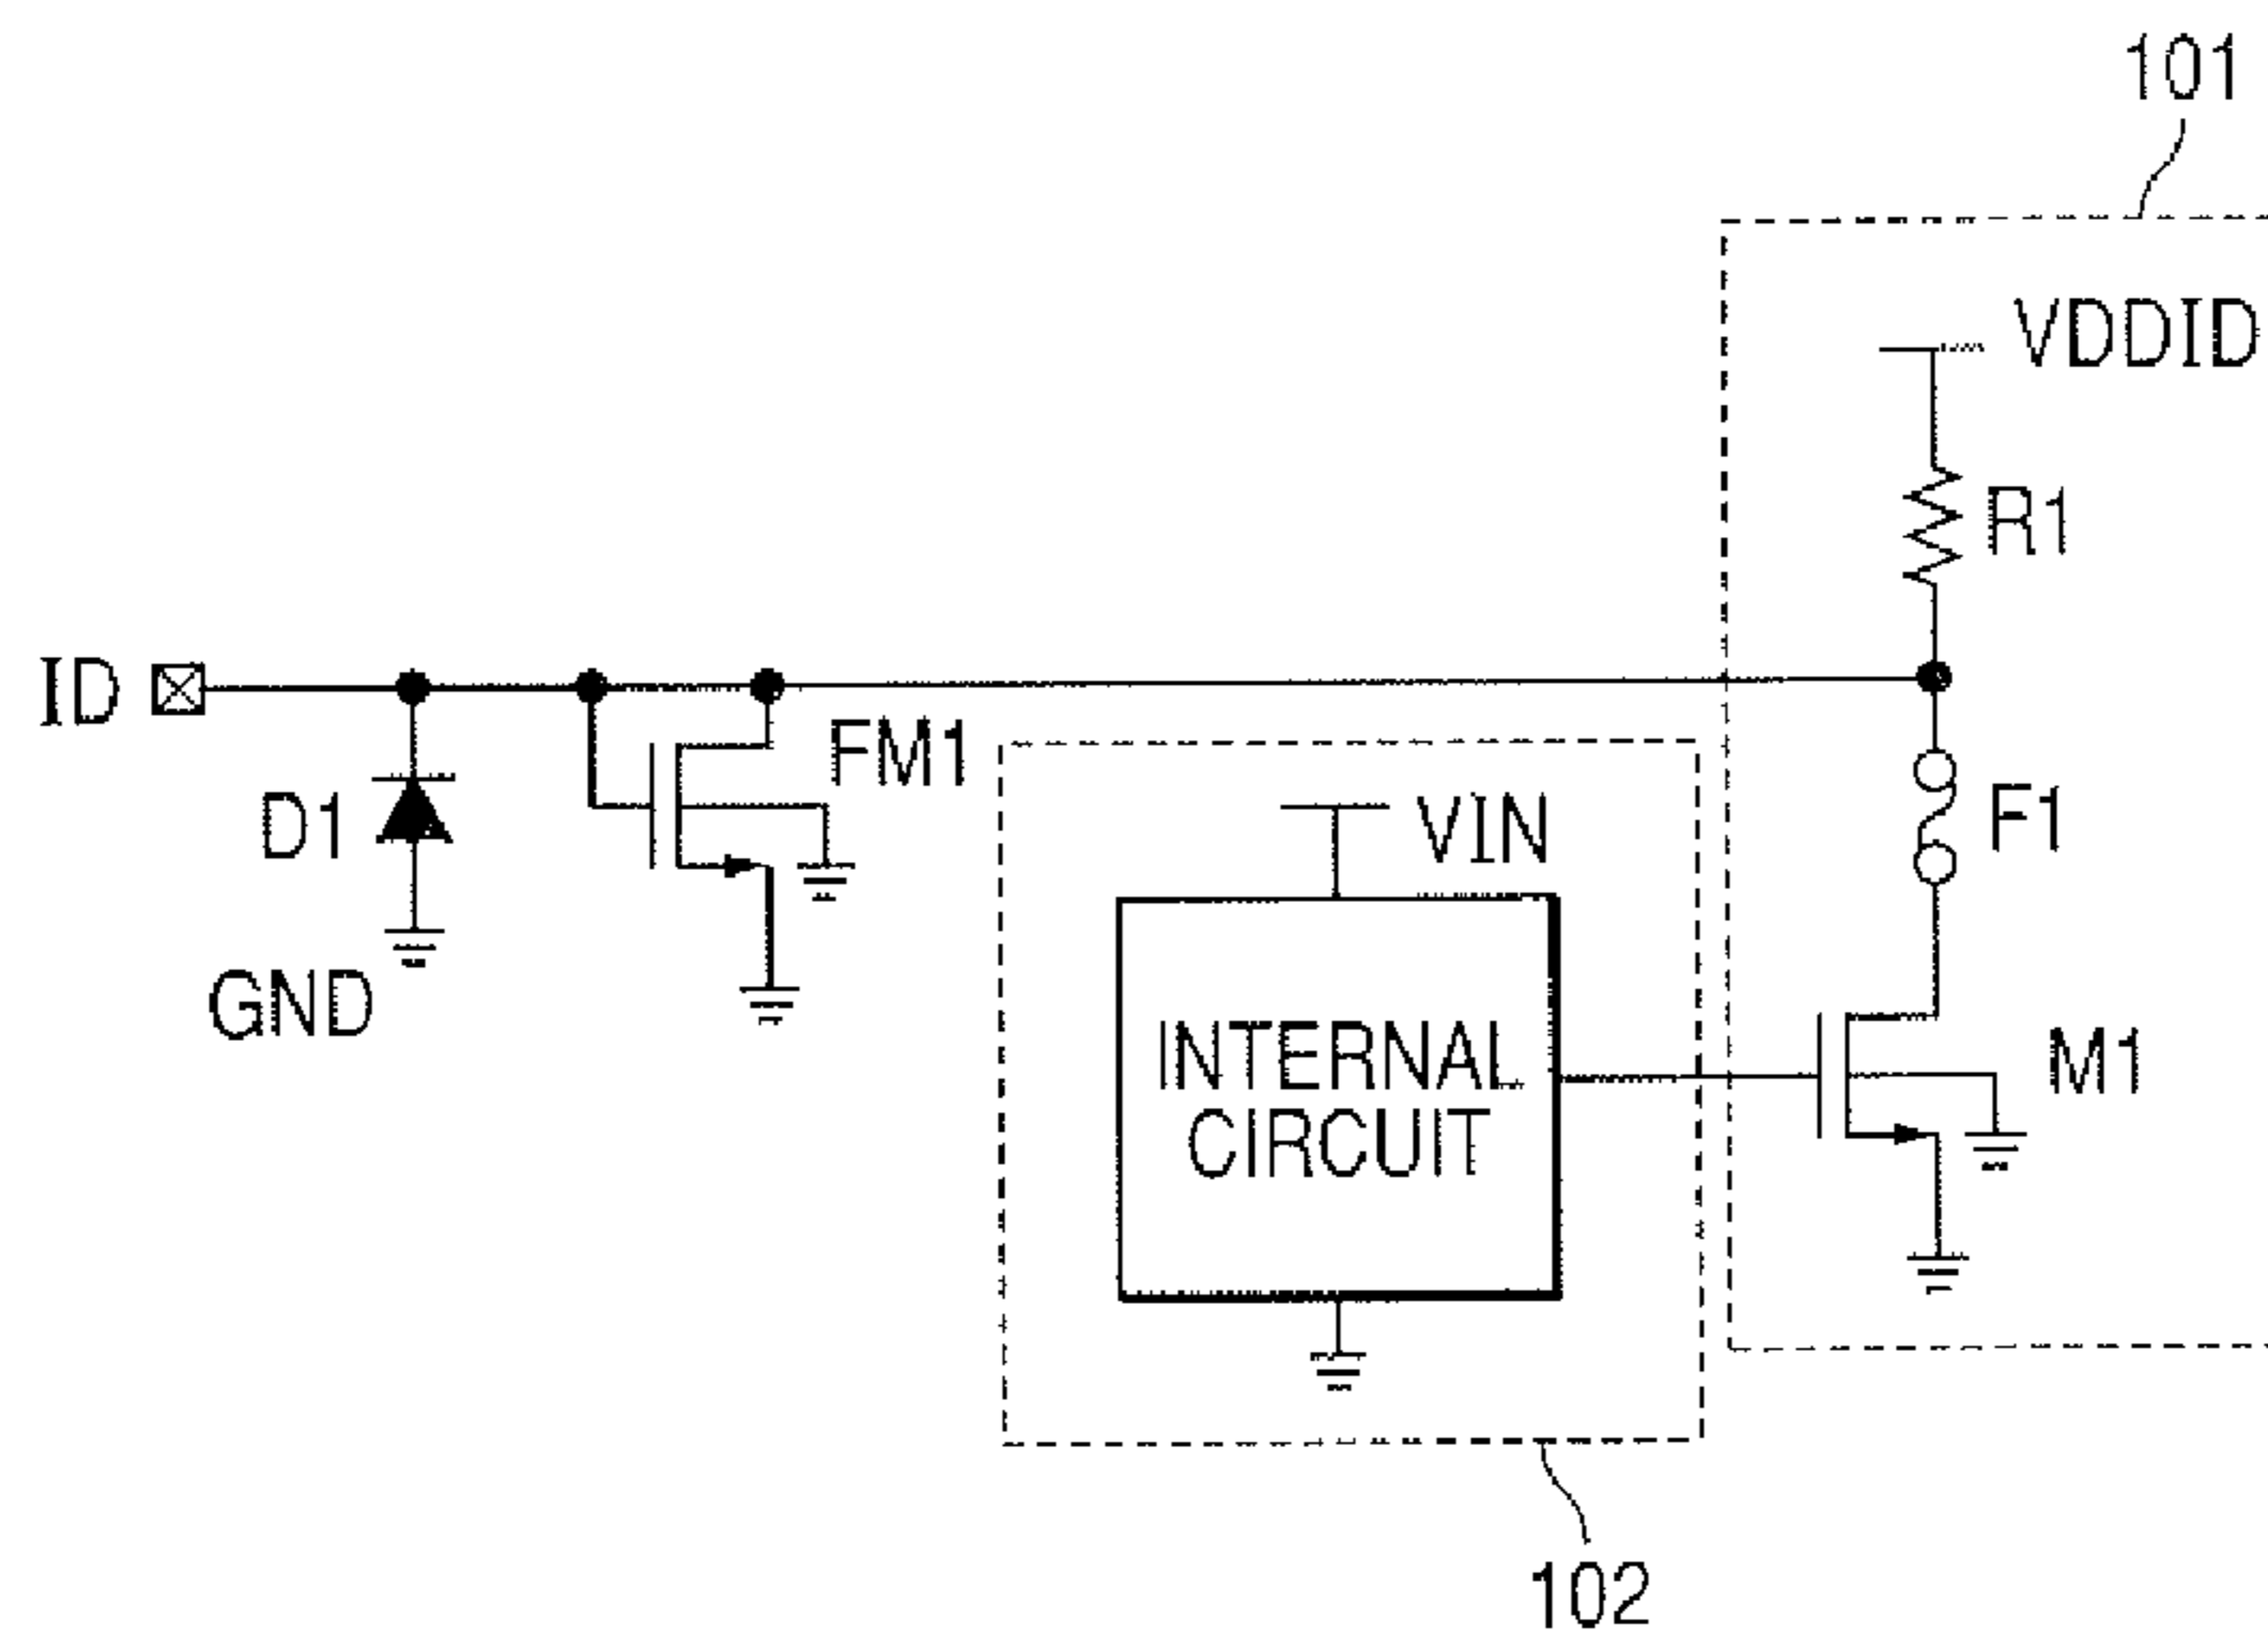 101
VDDID
R1
ID
FM1
D1
VIN
F1
GND
INTERNAL
CIRCUIT
M1
102